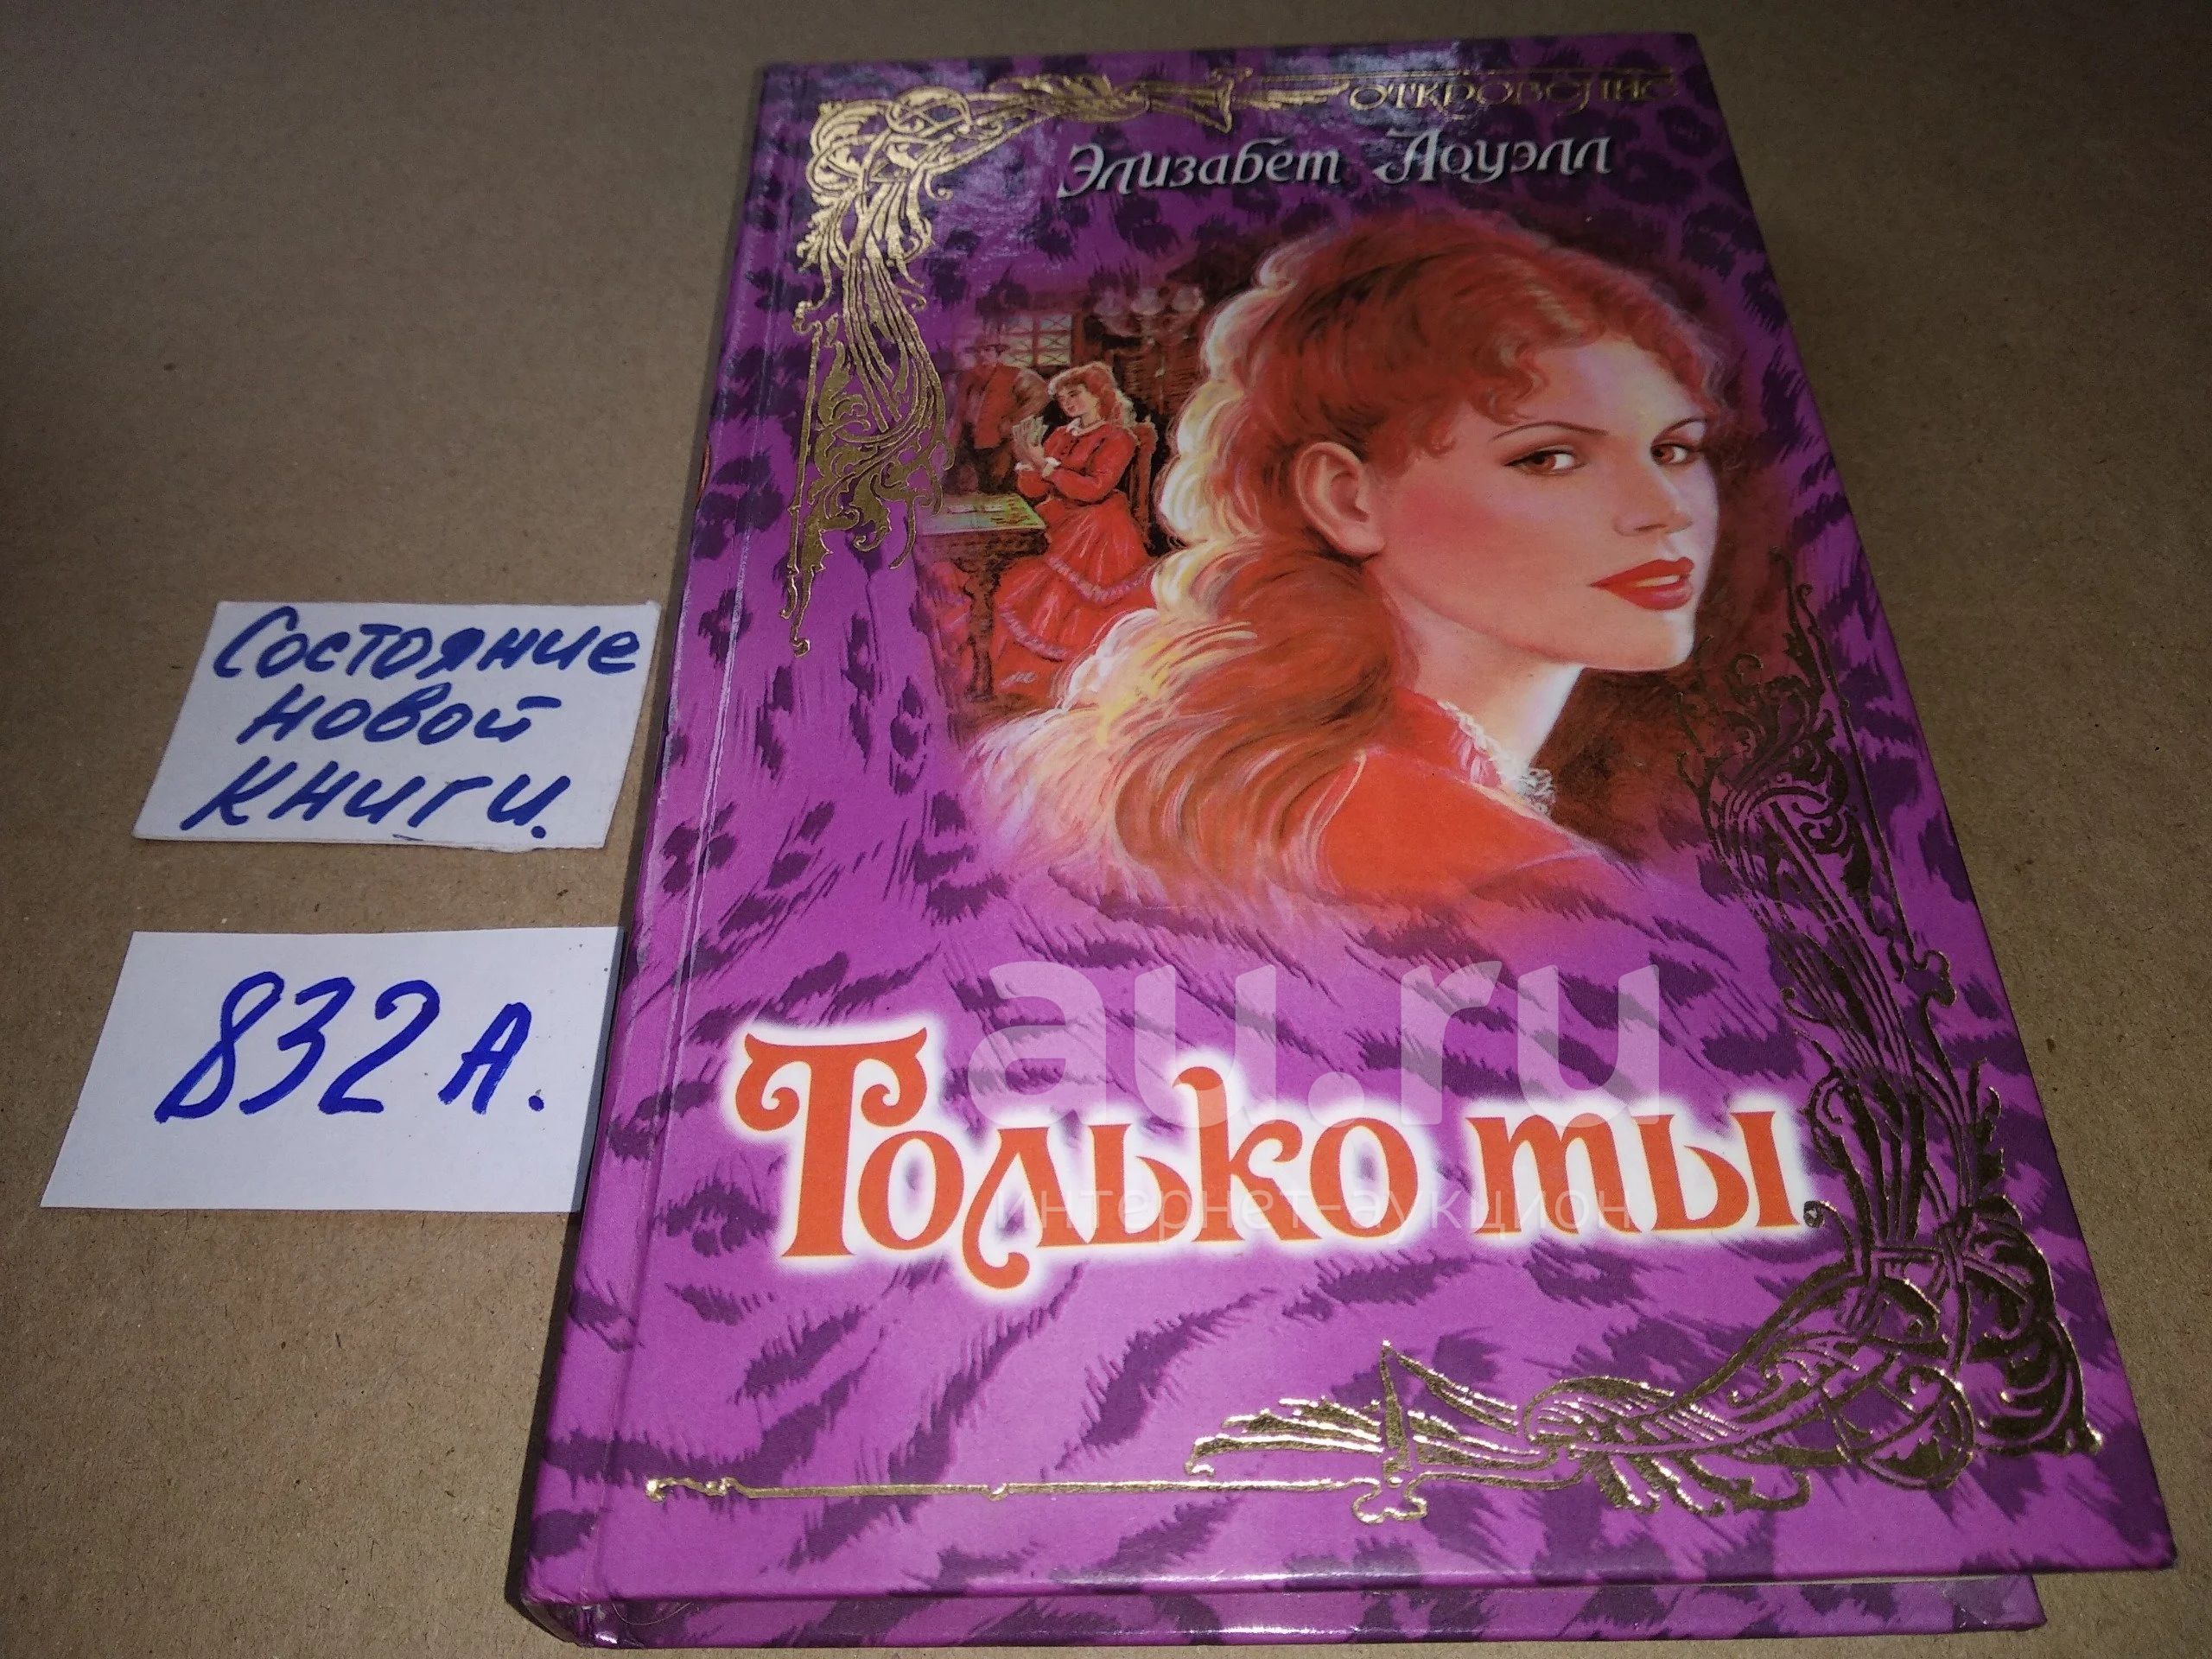 ОТКРОВЕНИЕ
Элизабет Лоуэлл
Состояние
новой
книги.
832 А.
au.ru
Только ты
интернет-аукцион